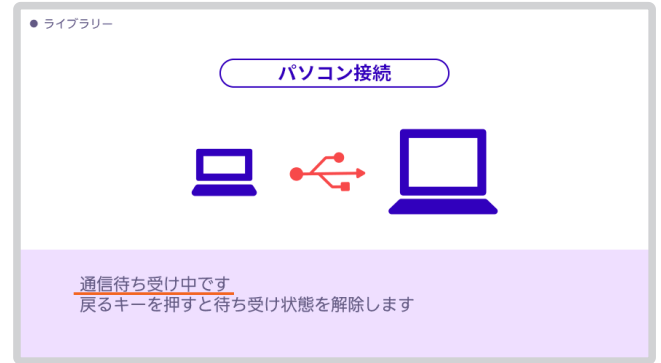 ● ライブラリー
パソコン接続
通信待ち受け中です
戻るキーを押すと待ち受け状態を解除します